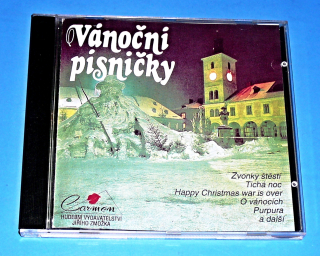 Vánoční
písničky
Zvonky štěstí
Tichá noc
Happy Christmas war is over
O vánocích
Purpura
a další
Carmen
HUDEBNÍ VYDAVATELSTVÍ
JIŘÍHO ZMOŽKA